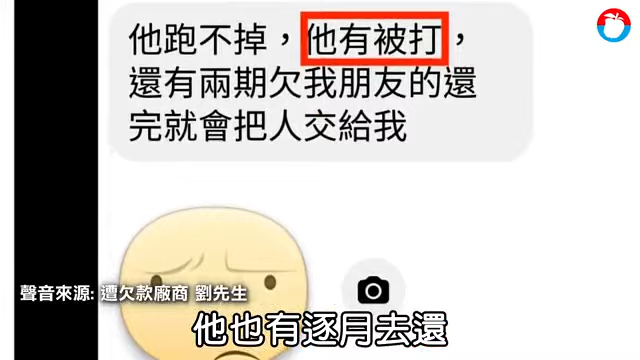 他跑不掉，他有被打，
還有兩期欠我朋友的還
完就會把人交給我
聲音來源: 遭欠款廠商 劉先生
他也有逐月去還